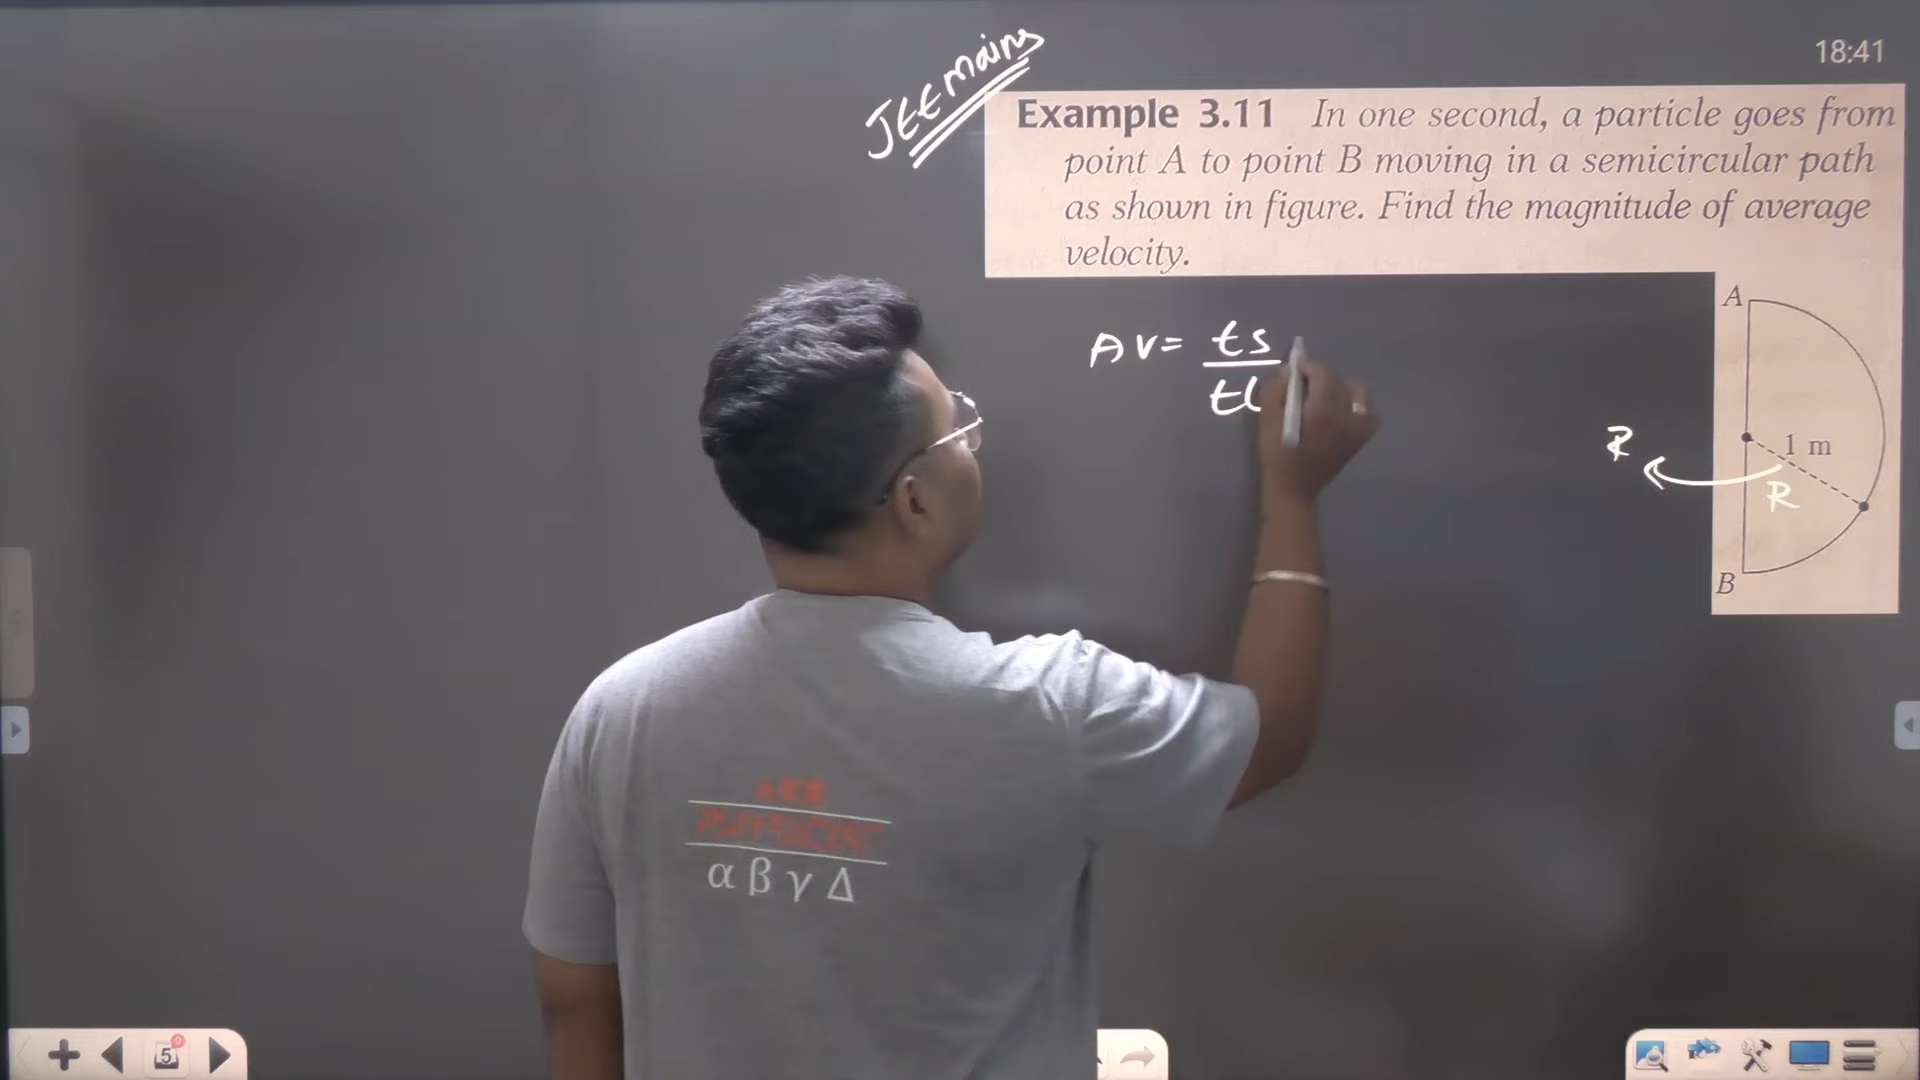 JEE mains
18:41
Example 3.11 In one second, a particle goes from
point A to point B moving in a semicircular path
as shown in figure. Find the magnitude of average
velocity.
A
AV = ts
tl
R
1 m
R
B
αβγΔ
5
0